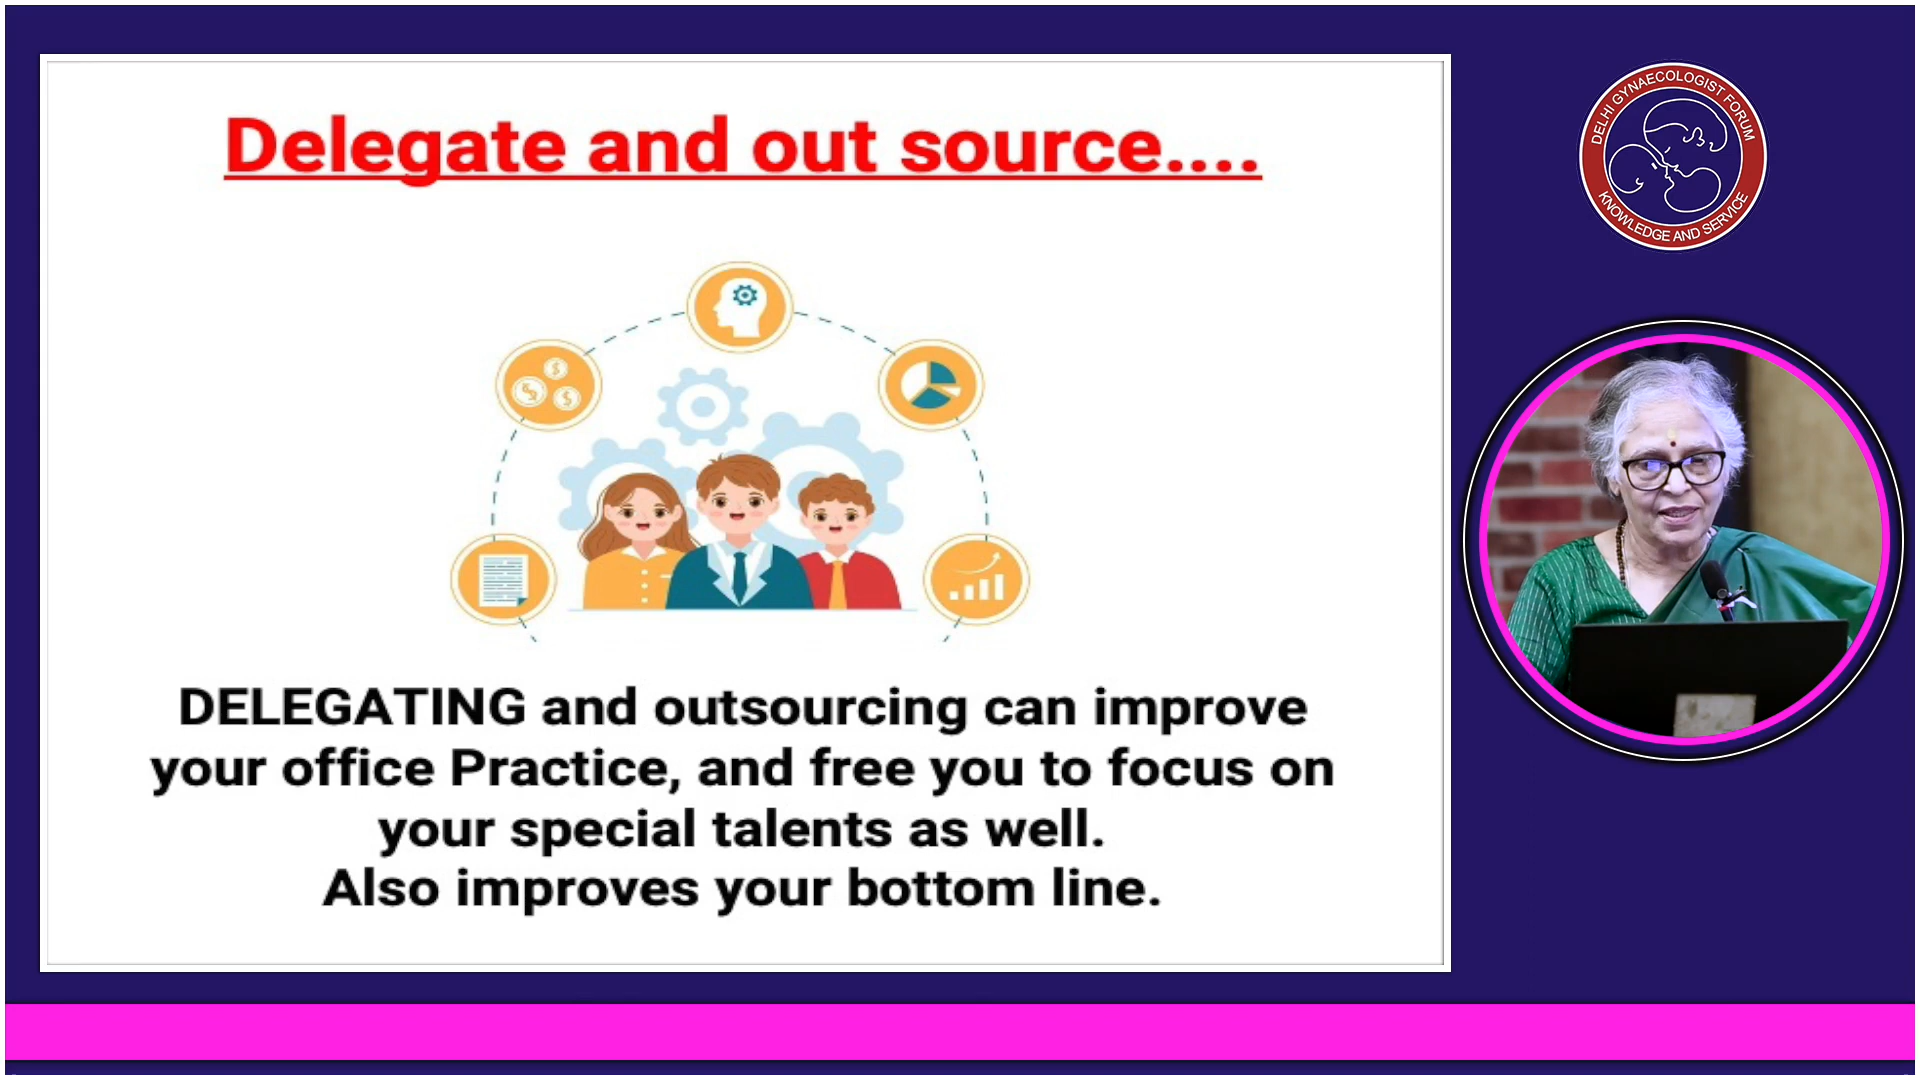 Delegate and out source....
DELEGATING and outsourcing can improve
your office Practice, and free you to focus on
your special talents as well.
Also improves your bottom line.
DELHI GYNAECOLOGIST FORUM
KNOWLEDGE AND SERVICE